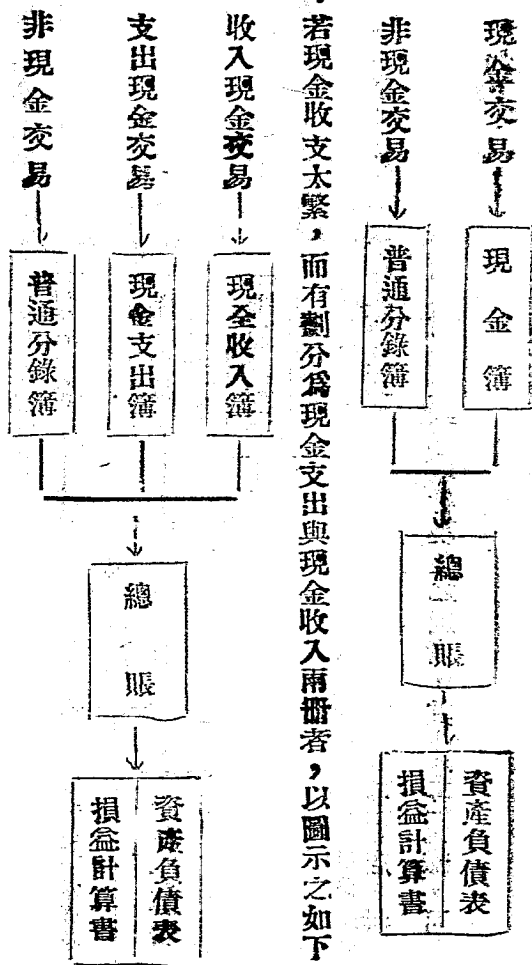 現金交易
現金簿
非現金交易
普通分錄簿
總賬
資產負債表
損益計算書
若現金收支太繁，而有劃分爲現金支出與現金收入兩冊者，以圖示之如下
收入現金交易
現全收入簿
支出現金交易
現金支出簿
非現金交易
普通分錄簿
總賬
資產負債表
損益計算書